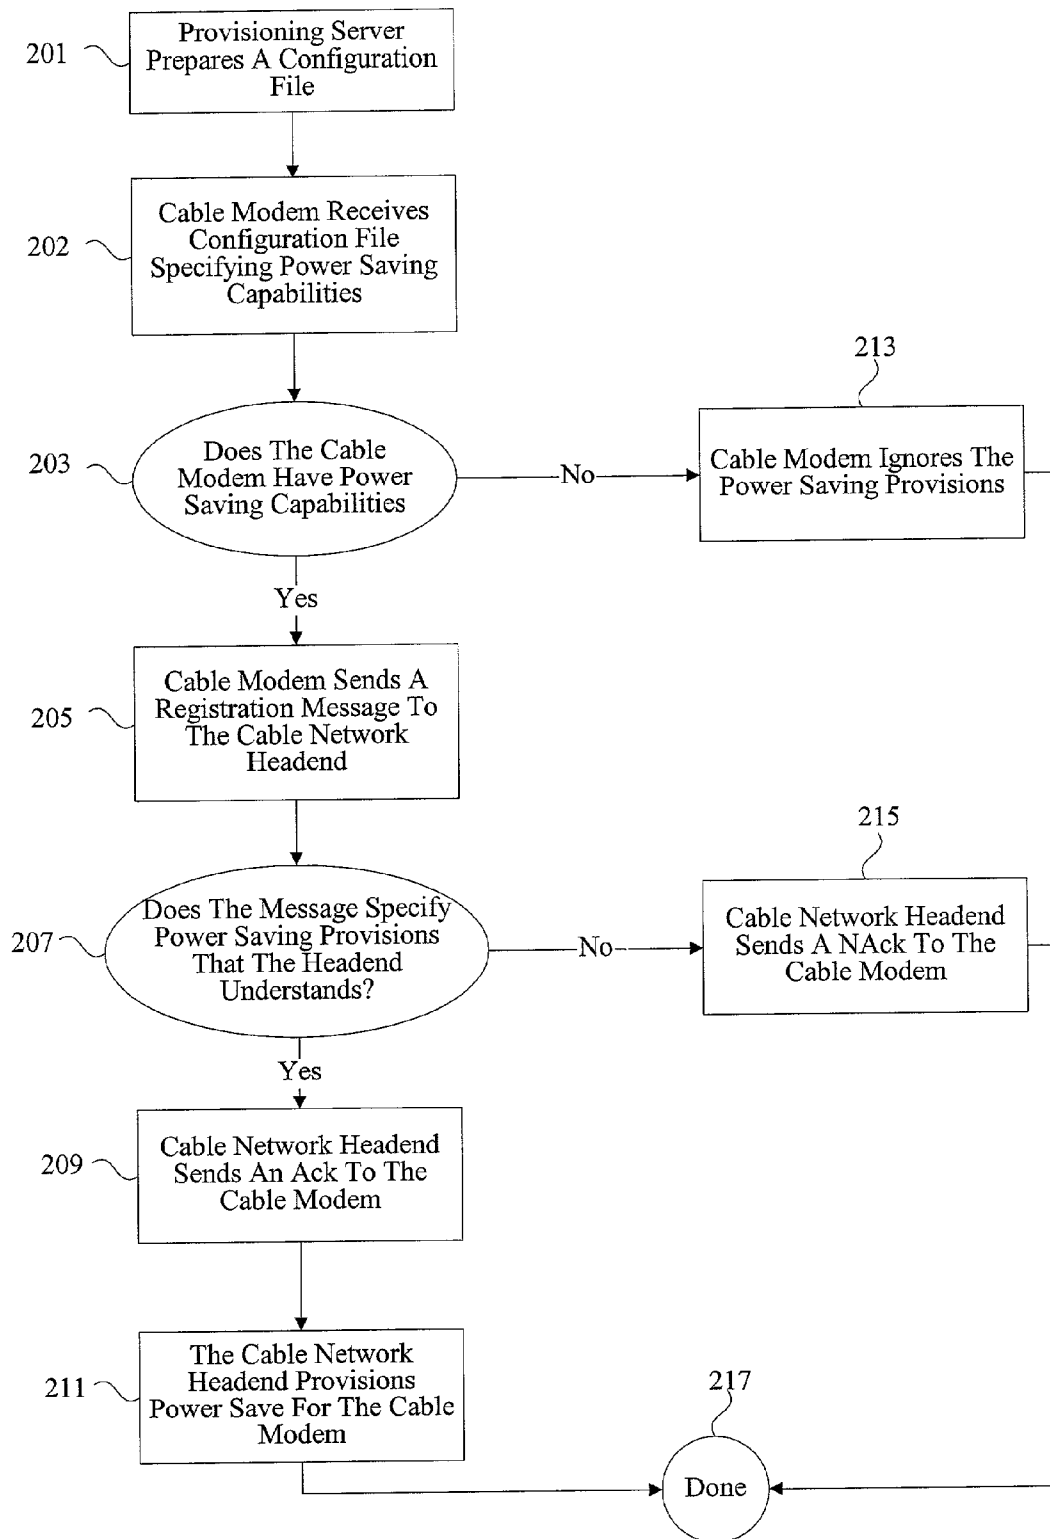 201
Provisioning Server
Prepares A Configuration
File
202
Cable Modem Receives
Configuration File
Specifying Power Saving
Capabilities
213
203
Does The Cable
Modem Have Power
Saving Capabilities
No
Cable Modem Ignores The
Power Saving Provisions
Yes
205
Cable Modem Sends A
Registration Message To
The Cable Network
Headend
215
207
Does The Message Specify
Power Saving Provisions
That The Headend
Understands?
No
Cable Network Headend
Sends A NAck To The
Cable Modem
Yes
209
Cable Network Headend
Sends An Ack To The
Cable Modem
211
The Cable Network
Headend Provisions
Power Save For The Cable
Modem
217
Done